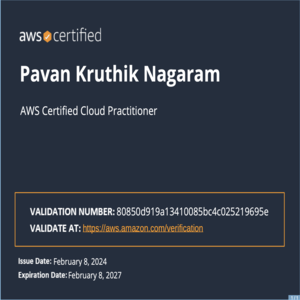 aws certified
Pavan Kruthik Nagaram
AWS Certified Cloud Practitioner
VALIDATION NUMBER: 80850d919a13410085bc4c025219695e
VALIDATE AT: https://aws.amazon.com/verification
Issue Date: February 8, 2024
Expiration Date: February 8, 2027